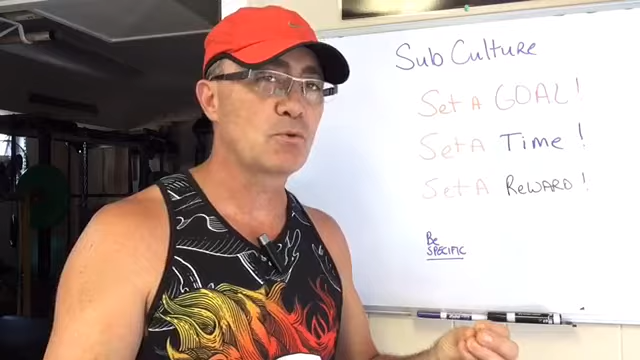 Sub Culture
Set A GOAL!
Set A Time!
Set A Reward!
Be
SPECIFIC